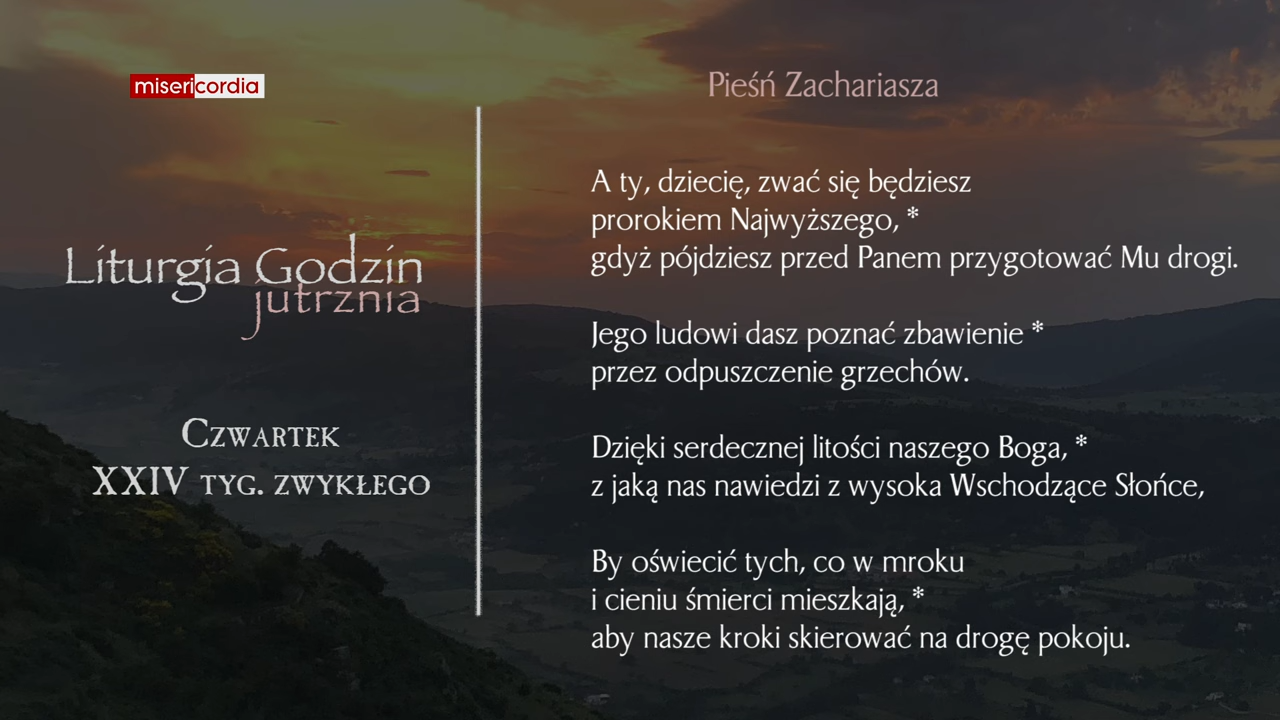 misericordia
Liturgia Godzin
jutrznia
Czwartek
XXIV tyg. zwykłego
Pieśń Zachariasza
A ty, dziecię, zwać się będziesz
prorokiem Najwyższego, *
gdyż pójdziesz przed Panem przygotować Mu drogi.
Jego ludowi dasz poznać zbawienie *
przez odpuszczenie grzechów.
Dzięki serdecznej litości naszego Boga, *
z jaką nas nawiedzi z wysoka Wschodzące Słońce,
By oświecić tych, co w mroku
i cieniu śmierci mieszkają, *
aby nasze kroki skierować na drogę pokoju.